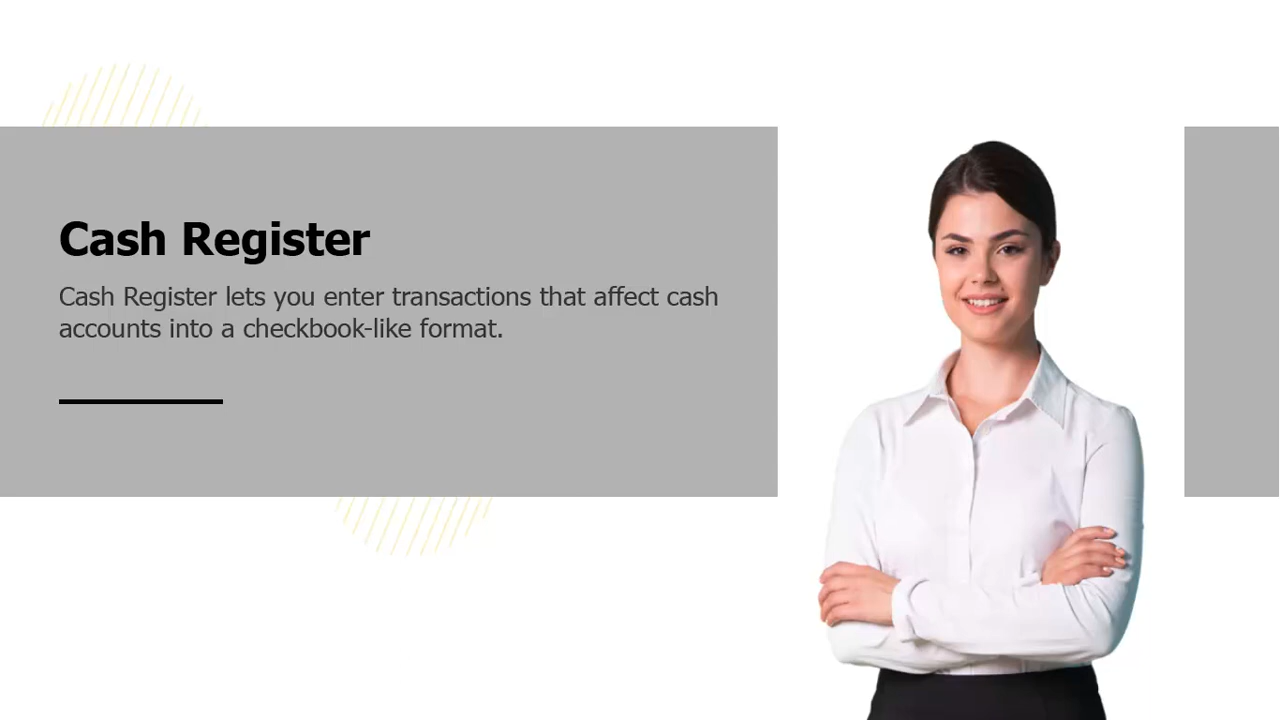 Cash Register
Cash Register lets you enter transactions that affect cash
accounts into a checkbook-like format.